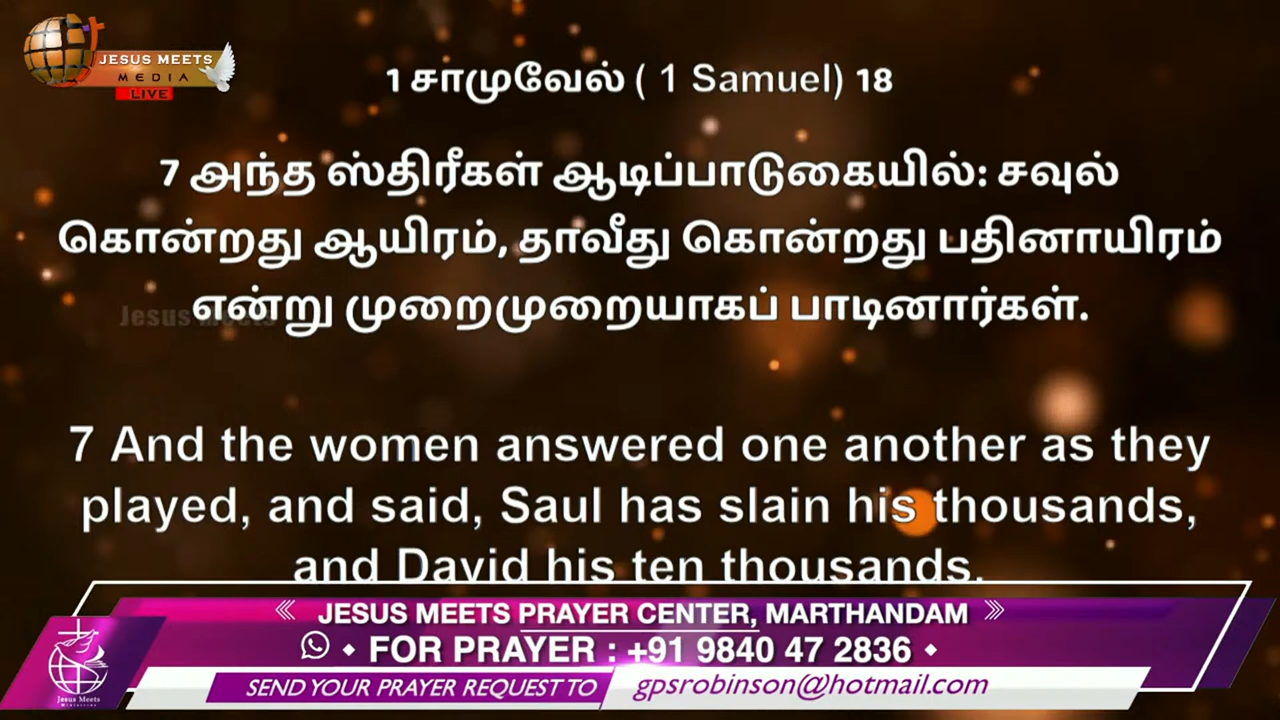 JESUS MEETS
MEDIA
LIVE
1 சாமுவேல் ( 1 Samuel) 18
7 அந்த ஸ்திரீகள் ஆடிப்பாடுகையில்: சவுல்
கொன்றது ஆயிரம், தாவீது கொன்றது பதினாயிரம்
என்று முறைமுறையாகப் பாடினார்கள்.
Jesus Meets
7 And the women answered one another as they
played, and said, Saul has slain his thousands,
and David his ten thousands.
« JESUS MEETS PRAYER CENTER, MARTHANDAM »
• FOR PRAYER : +91 9840 47 2836 •
SEND YOUR PRAYER REQUEST TO gpsrobinson@hotmail.com
Jesus Meets
Ministries